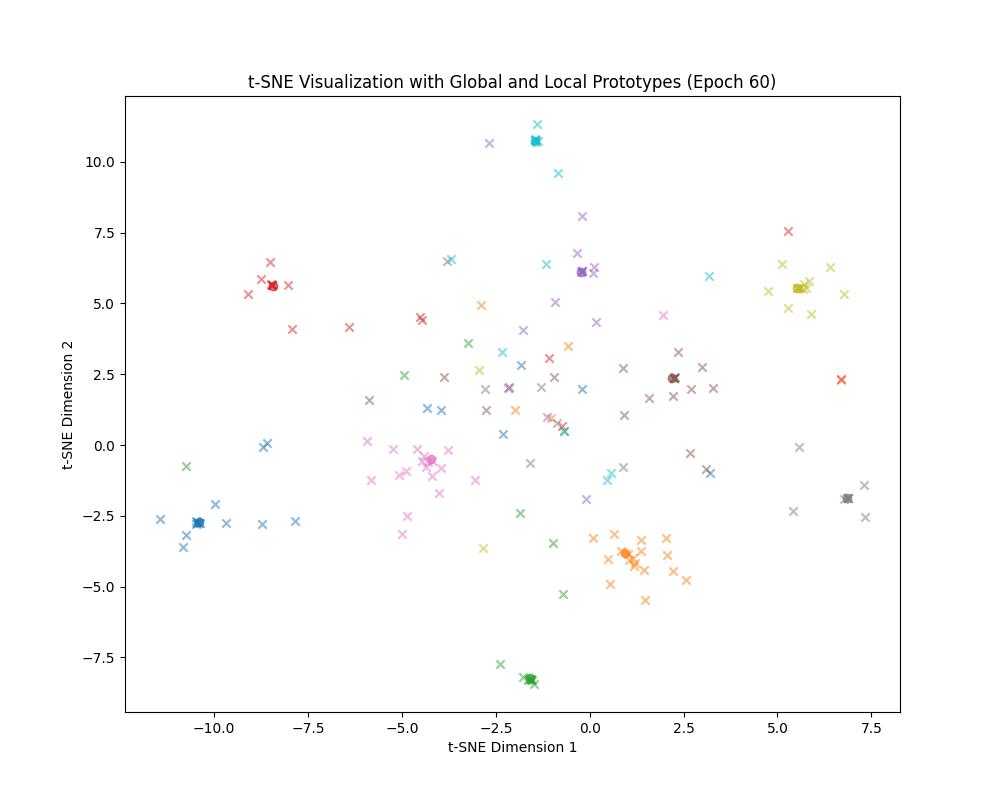 t-SNE Visualization with Global and Local Prototypes (Epoch 60)
10.0
7.5
5.0
2.5
0.0
−2.5
−5.0
−7.5
t-SNE Dimension 2
−10.0 −7.5 −5.0 −2.5 0.0 2.5 5.0 7.5
t-SNE Dimension 1